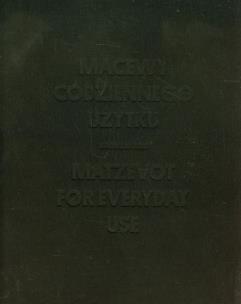 MACEWY
CODZIENNEGO
UŻYTKU
MATZEVOT
FOR EVERYDAY
USE